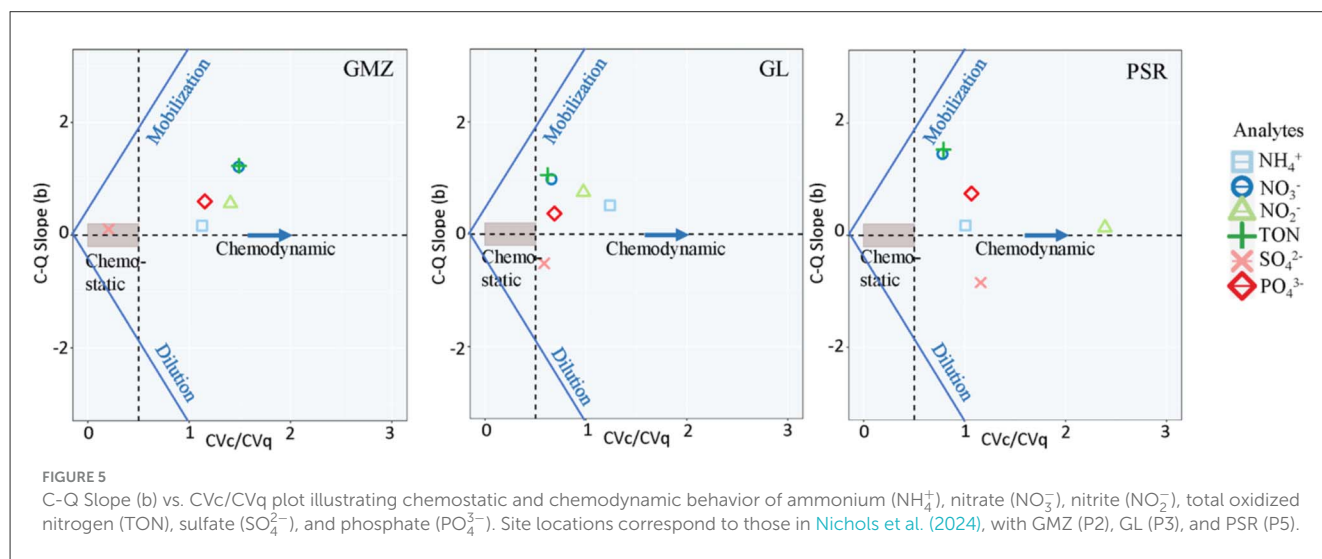 GMZ
C-Q Slope (b)
2
0
-2
Mobilization
Chemo-
static
Chemodynamic
Dilution
0 1 2 3
CVc/CVq
GL
C-Q Slope (b)
2
0
-2
Mobilization
Chemo-
static
Chemodynamic
Dilution
0 1 2 3
CVc/CVq
PSR
C-Q Slope (b)
2
0
-2
Mobilization
Chemo-
static
Chemodynamic
Dilution
0 1 2 3
CVc/CVq
Analytes
NH₄⁺
NO₃⁻
NO₂⁻
TON
SO₄²⁻
PO₄³⁻
FIGURE 5
C-Q Slope (b) vs. CVc/CVq plot illustrating chemostatic and chemodynamic behavior of ammonium (NH₄⁺), nitrate (NO₃⁻), nitrite (NO₂⁻), total oxidized
nitrogen (TON), sulfate (SO₄²⁻), and phosphate (PO₄³⁻). Site locations correspond to those in Nichols et al. (2024), with GMZ (P2), GL (P3), and PSR (P5).